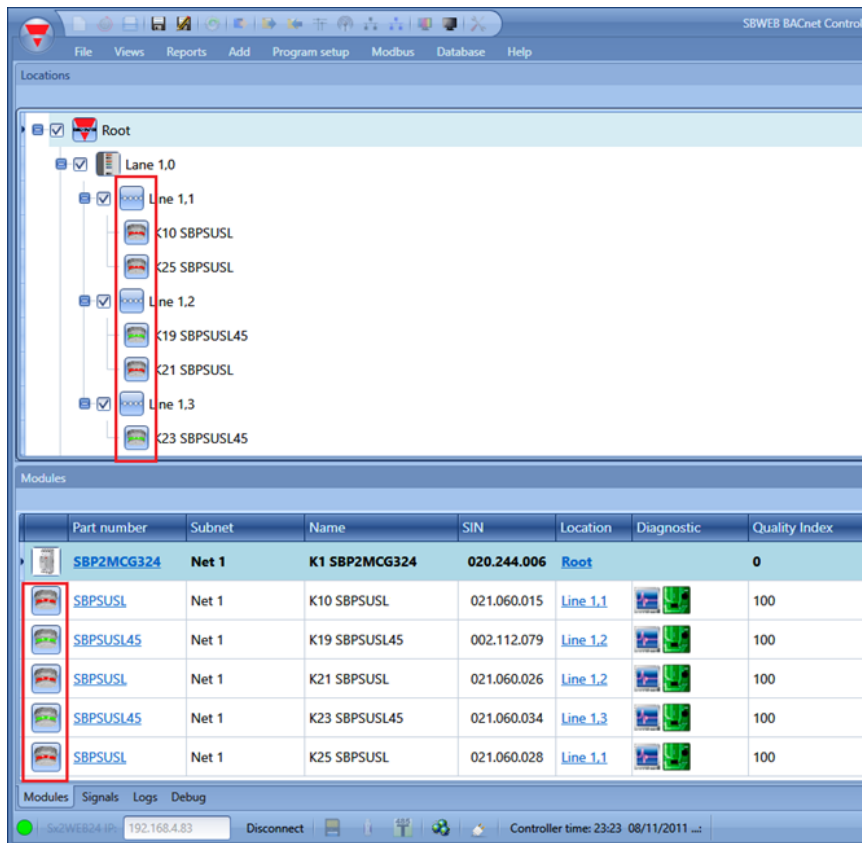 SBWEB BACnet Control
File Views Reports Add Program setup Modbus Database Help
Locations
Root
Lane 1,0
Line 1,1
K10 SBPSUSL
K25 SBPSUSL
Line 1,2
K19 SBPSUSL45
K21 SBPSUSL
Line 1,3
K23 SBPSUSL45
Modules
Part number Subnet Name SIN Location Diagnostic Quality Index
SBP2MCG324 Net 1 K1 SBP2MCG324 020.244.006 Root 0
SBPSUSL Net 1 K10 SBPSUSL 021.060.015 Line 1,1 100
SBPSUSL45 Net 1 K19 SBPSUSL45 002.112.079 Line 1,2 100
SBPSUSL Net 1 K21 SBPSUSL 021.060.026 Line 1,2 100
SBPSUSL45 Net 1 K23 SBPSUSL45 021.060.034 Line 1,3 100
SBPSUSL Net 1 K25 SBPSUSL 021.060.028 Line 1,1 100
Modules Signals Logs Debug
Sx2WEB24 IP: 192.168.4.83 Disconnect Controller time: 23:23 08/11/2011 ...: